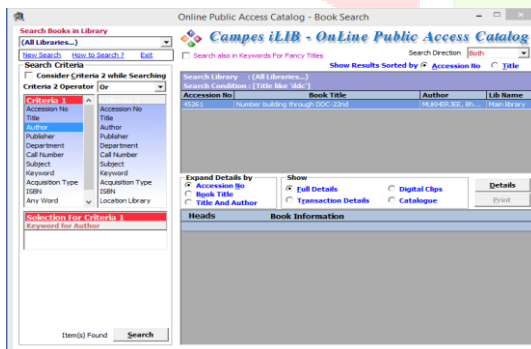 Online Public Access Catalog - Book Search
Search Books in Library
(All Libraries...)
New Search How to Search ? Exit
Search Criteria
Consider Criteria 2 while Searching
Criteria 2 Operator Or
Criteria 1
Accession No
Title
Author
Publisher
Department
Call Number
Subject
Keyword
Acquisition Type
ISBN
Any Word
Accession No
Title
Author
Publisher
Department
Call Number
Subject
Keyword
Acquisition Type
ISBN
Location Library
Selection For Criteria 1
Keyword for Author
Item(s) Found Search
Campes iLIB - OnLine Public Access Catalog
Search also in Keywords For Fancy Titles
Search Direction Both
Show Results Sorted by Accession No Title
Search Library : (All Libraries...)
Search Condition : [Title like 'ddc']
Accession No Book Title Author Lib Name
45261 Number building through DDC-22nd MUKHERJEE, Bh... Main library
Expand Details by
Accession No
Book Title
Title And Author
Show
Full Details Digital Clips
Transaction Details Catalogue
Details
Print
Heads Book Information